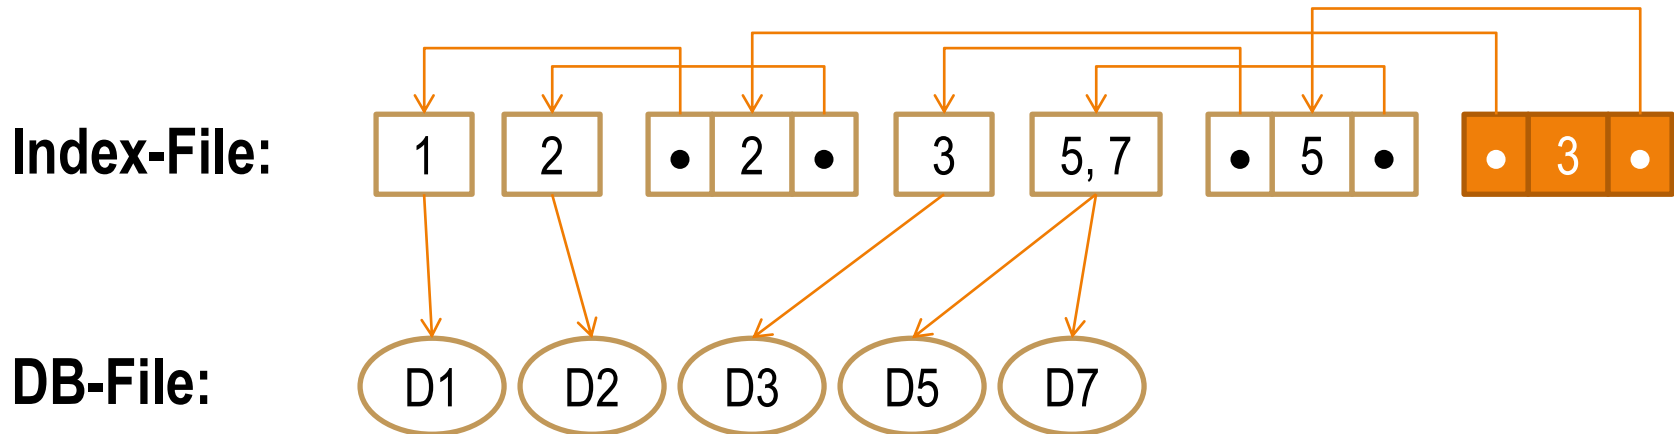 Index-File: 1 2 • 2 • 3 5, 7 • 5 • • 3 •
DB-File: D1 D2 D3 D5 D7